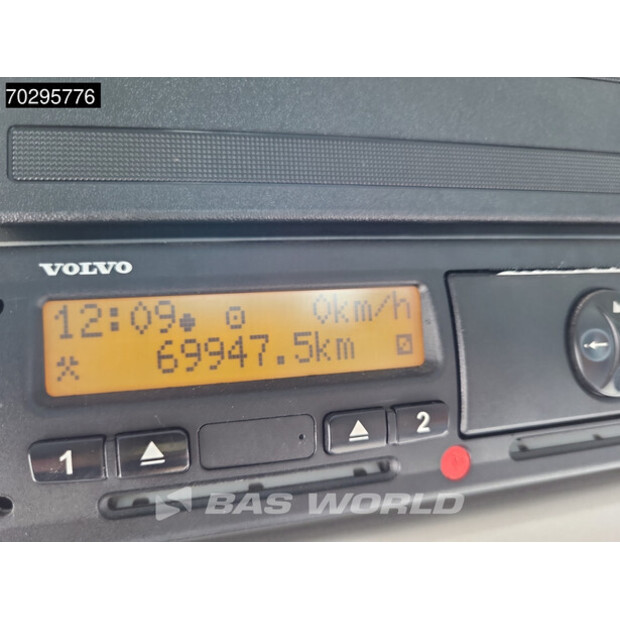 70295776
VOLVO
12:09 0km/h
69947.5km
1 2
BAS WORLD